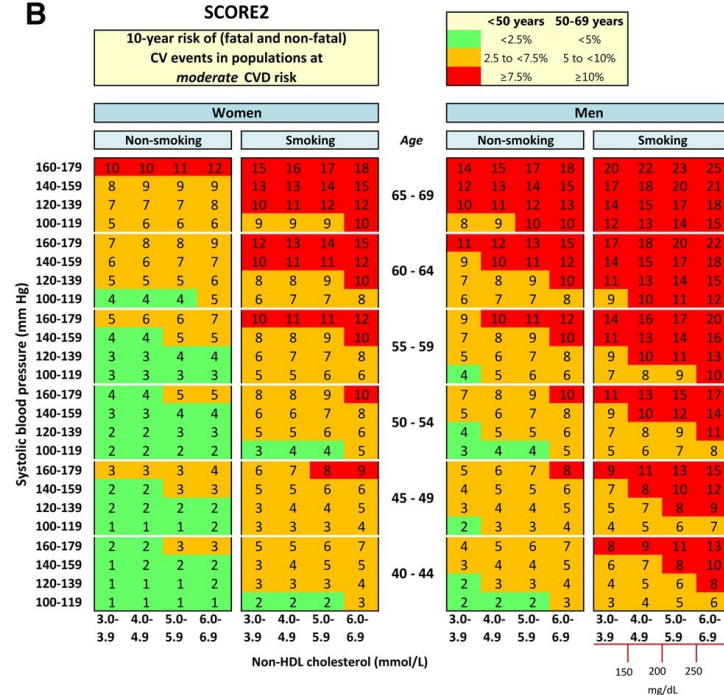 B
SCORE2
10-year risk of (fatal and non-fatal)
CV events in populations at
moderate CVD risk
<50 years 50-69 years
<2.5% <5%
2.5 to <7.5% 5 to <10%
≥7.5% ≥10%
Women Men
Non-smoking Smoking Age Non-smoking Smoking
Systolic blood pressure (mm Hg)
160-179 10 10 11 12 15 16 17 18 14 15 17 18 20 22 23 25
140-159 8 9 9 9 13 13 14 15 12 13 14 15 17 18 20 21
65 - 69
120-139 7 7 7 8 10 11 12 12 10 11 12 13 14 15 17 18
100-119 5 6 6 6 9 9 9 10 8 9 10 10 12 13 14 15
160-179 7 8 8 9 12 13 14 15 11 12 13 15 17 18 20 22
140-159 6 6 7 7 10 11 11 12 9 10 11 12 14 15 17 18
60 - 64
120-139 5 5 5 6 8 8 9 10 7 8 9 10 11 13 14 15
100-119 4 4 4 5 6 7 7 8 6 7 7 8 9 10 11 12
160-179 5 6 6 7 10 11 11 12 9 10 11 12 14 16 17 20
140-159 4 4 5 5 8 8 9 10 7 8 9 10 11 13 14 16
55 - 59
120-139 3 3 4 4 6 7 7 8 5 6 7 8 9 10 11 13
100-119 3 3 3 3 5 5 6 6 4 5 5 6 7 8 9 10
160-179 4 4 5 5 8 8 9 10 7 8 9 10 11 13 15 17
140-159 3 3 4 4 6 6 7 8 5 6 7 8 9 10 12 14
50 - 54
120-139 2 2 3 3 5 5 6 6 4 5 5 6 7 8 9 11
100-119 2 2 2 2 3 4 4 5 3 4 4 5 5 6 7 8
160-179 3 3 3 4 6 7 8 9 5 6 7 8 9 11 13 15
140-159 2 2 3 3 5 5 6 6 4 5 5 6 7 8 10 12
45 - 49
120-139 2 2 2 2 3 4 4 5 3 3 4 5 5 7 8 9
100-119 1 1 1 2 3 3 3 4 2 3 3 4 4 5 6 7
160-179 2 2 3 3 5 5 6 7 4 5 6 7 8 9 11 13
140-159 1 2 2 2 3 4 5 5 3 4 4 5 6 7 8 10
40 - 44
120-139 1 1 1 2 3 3 3 4 2 3 3 4 4 5 6 8
100-119 1 1 1 1 2 2 2 3 2 2 2 3 3 4 5 6
3.0- 4.0- 5.0- 6.0- 3.0- 4.0- 5.0- 6.0- 3.0- 4.0- 5.0- 6.0- 3.0- 4.0- 5.0- 6.0-
3.9 4.9 5.9 6.9 3.9 4.9 5.9 6.9 3.9 4.9 5.9 6.9 3.9 4.9 5.9 6.9
Non-HDL cholesterol (mmol/L)
150 200 250
mg/dL